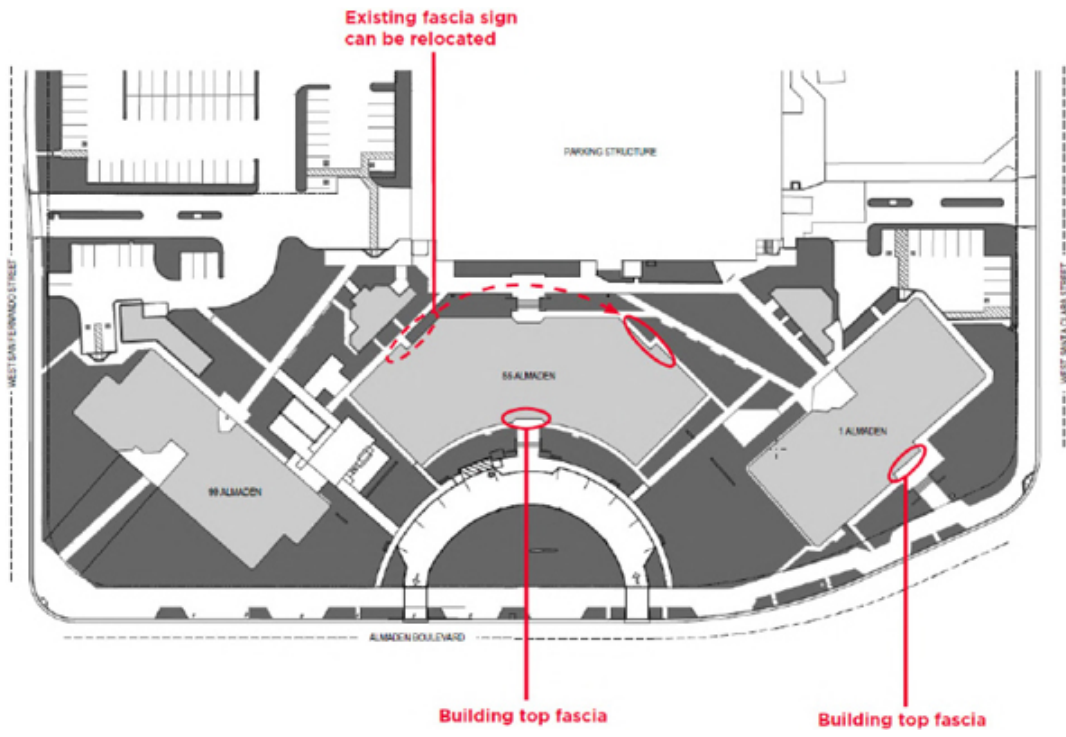 Existing fascia sign
can be relocated
PARKING STRUCTURE
WEST SAN FERNANDO STREET
WEST SANTA CLARA STREET
55 ALMADEN
1 ALMADEN
99 ALMADEN
ALMADEN BOULEVARD
Building top fascia
Building top fascia